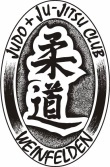 JUDO + JU-JITSU CLUB
柔道
WEINFELDEN